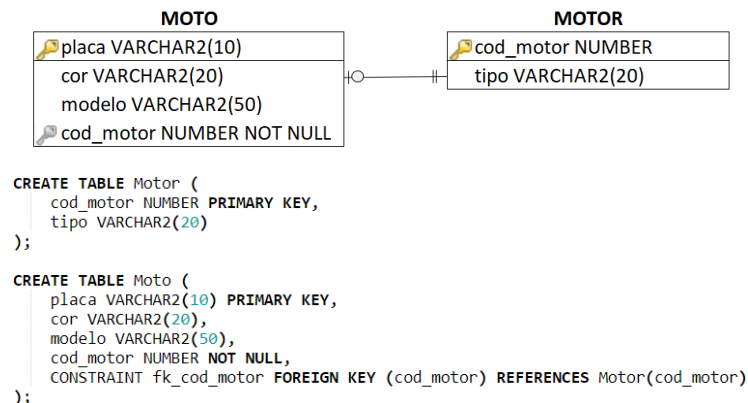 MOTO
placa VARCHAR2(10)
cor VARCHAR2(20)
modelo VARCHAR2(50)
cod_motor NUMBER NOT NULL
MOTOR
cod_motor NUMBER
tipo VARCHAR2(20)
CREATE TABLE Motor (
    cod_motor NUMBER PRIMARY KEY,
    tipo VARCHAR2(20)
);
CREATE TABLE Moto (
    placa VARCHAR2(10) PRIMARY KEY,
    cor VARCHAR2(20),
    modelo VARCHAR2(50),
    cod_motor NUMBER NOT NULL,
    CONSTRAINT fk_cod_motor FOREIGN KEY (cod_motor) REFERENCES Motor(cod_motor)
);